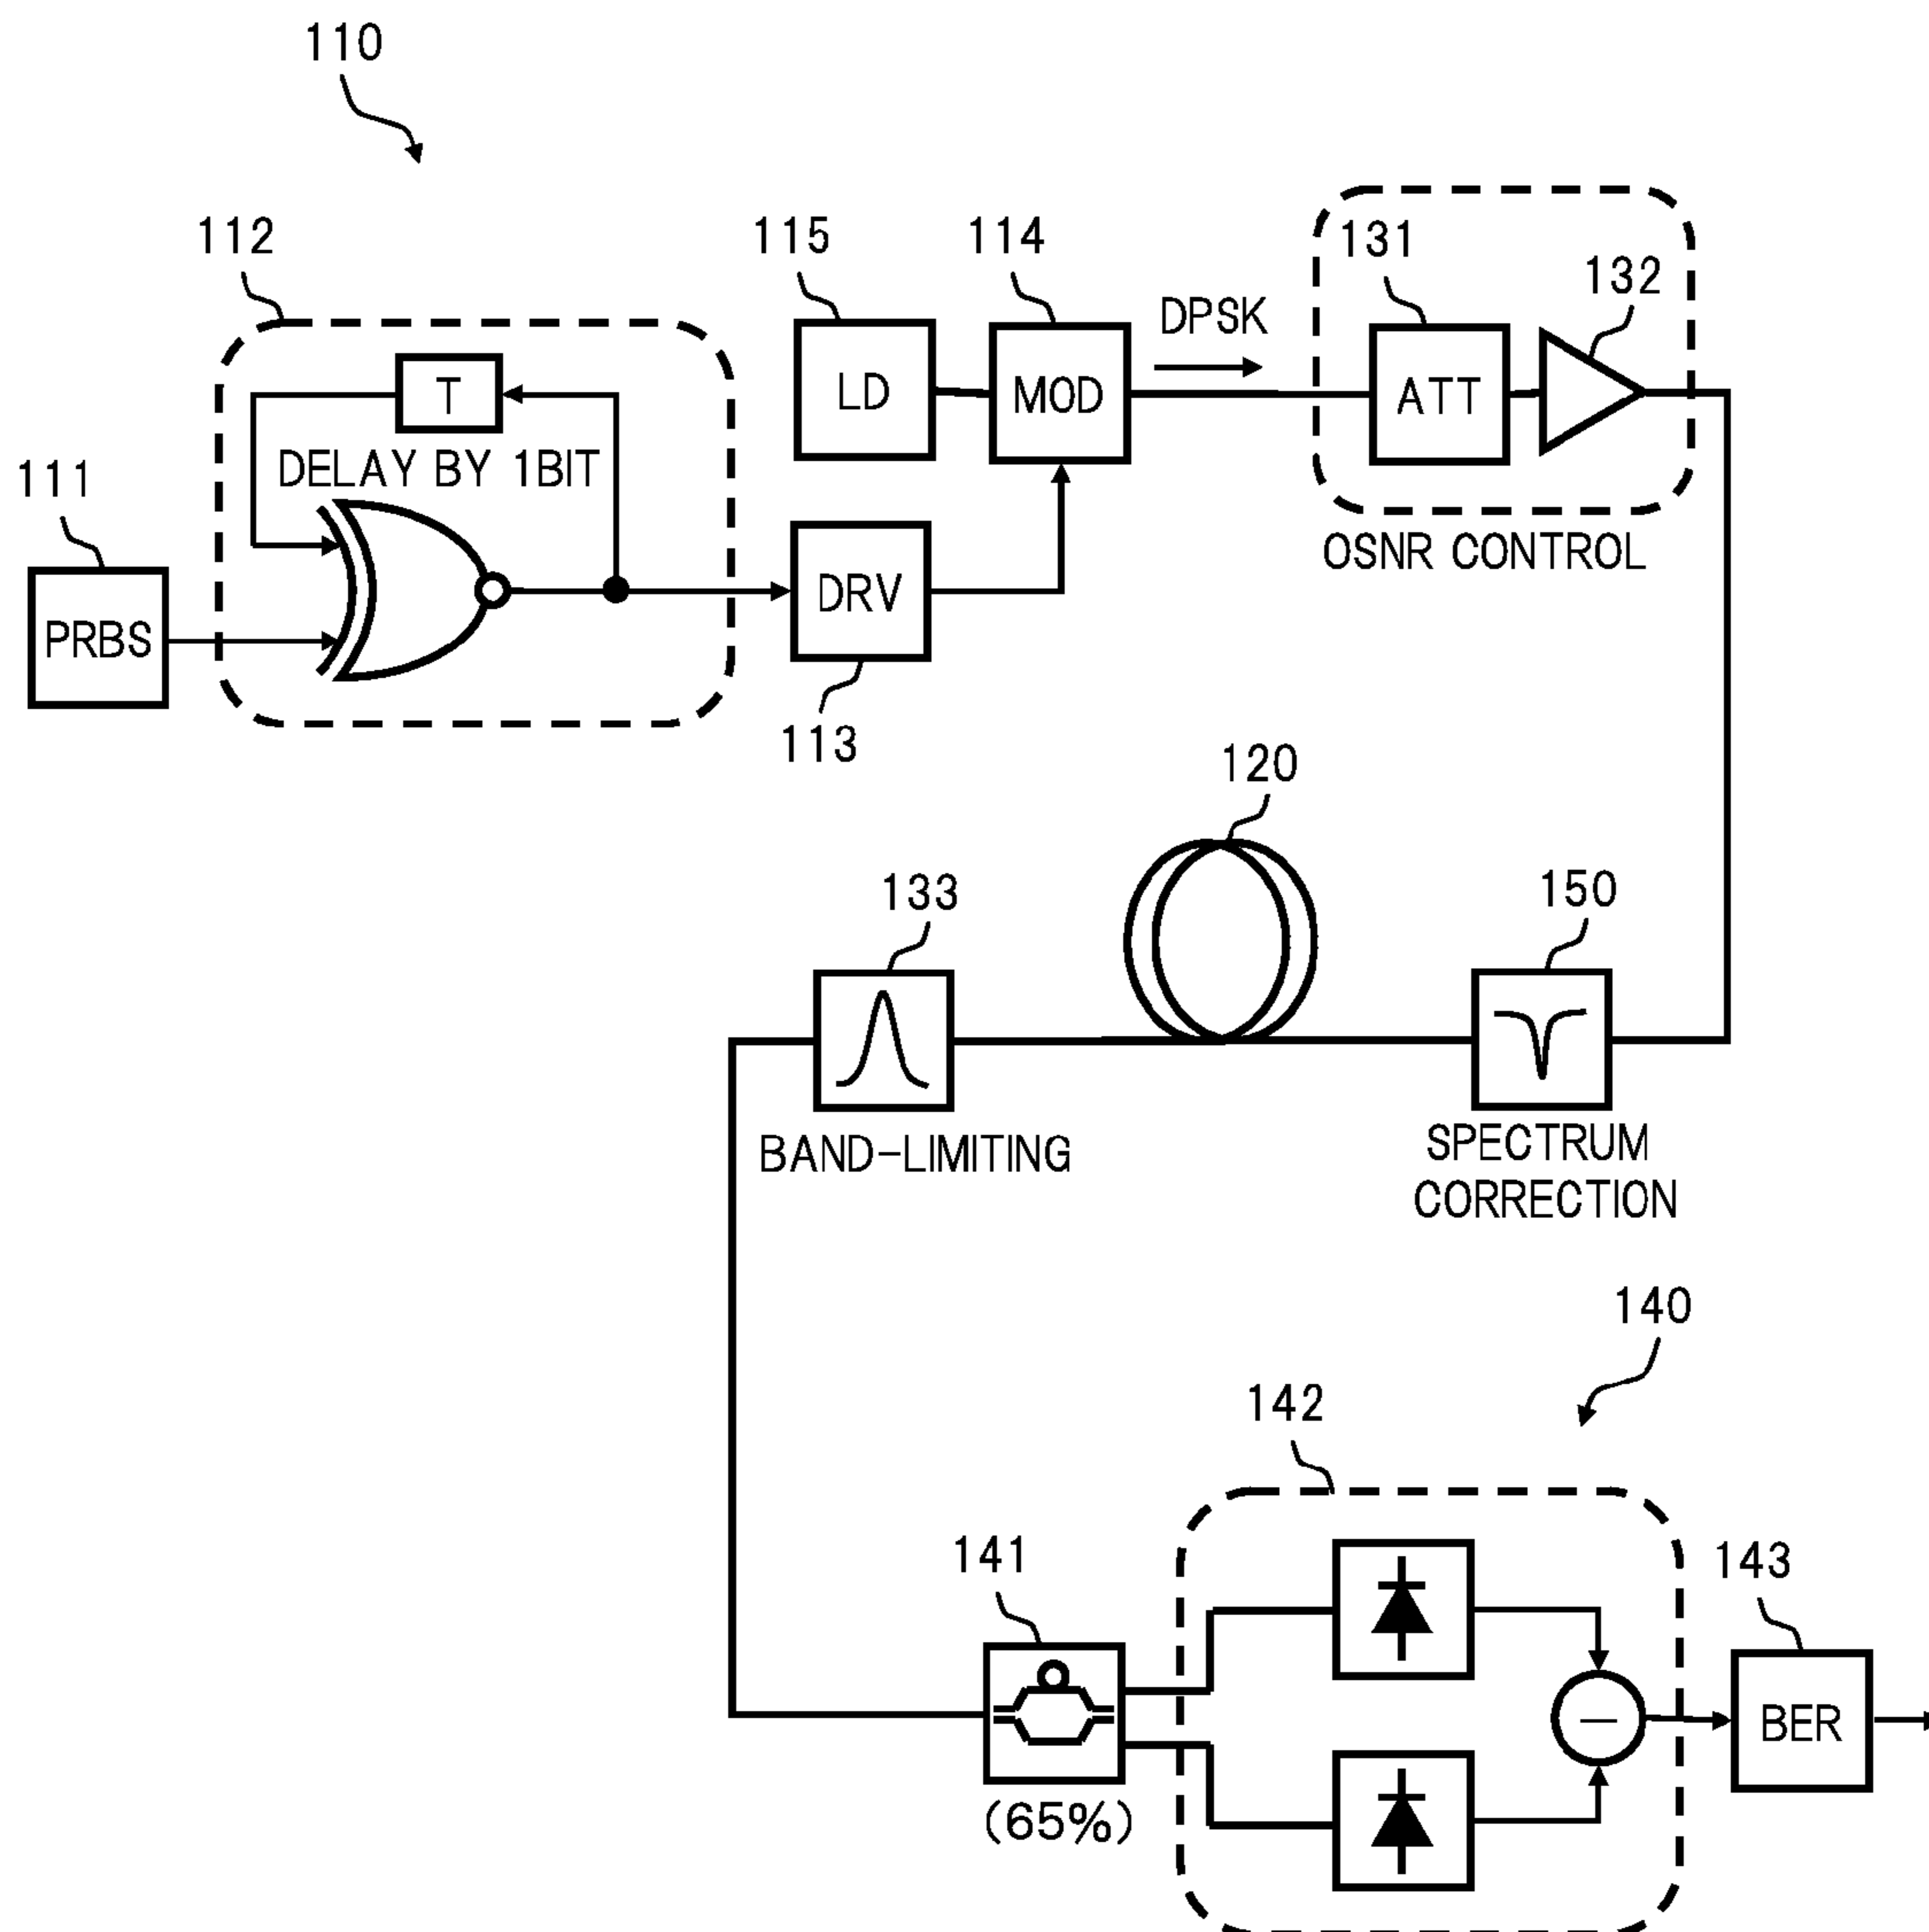 110
112
115
114
131
132
DPSK
T
LD
MOD
ATT
DELAY BY 1BIT
111
OSNR CONTROL
PRBS
DRV
113
120
133
150
BAND-LIMITING
SPECTRUM
CORRECTION
140
142
141
143
−
BER
(65%)